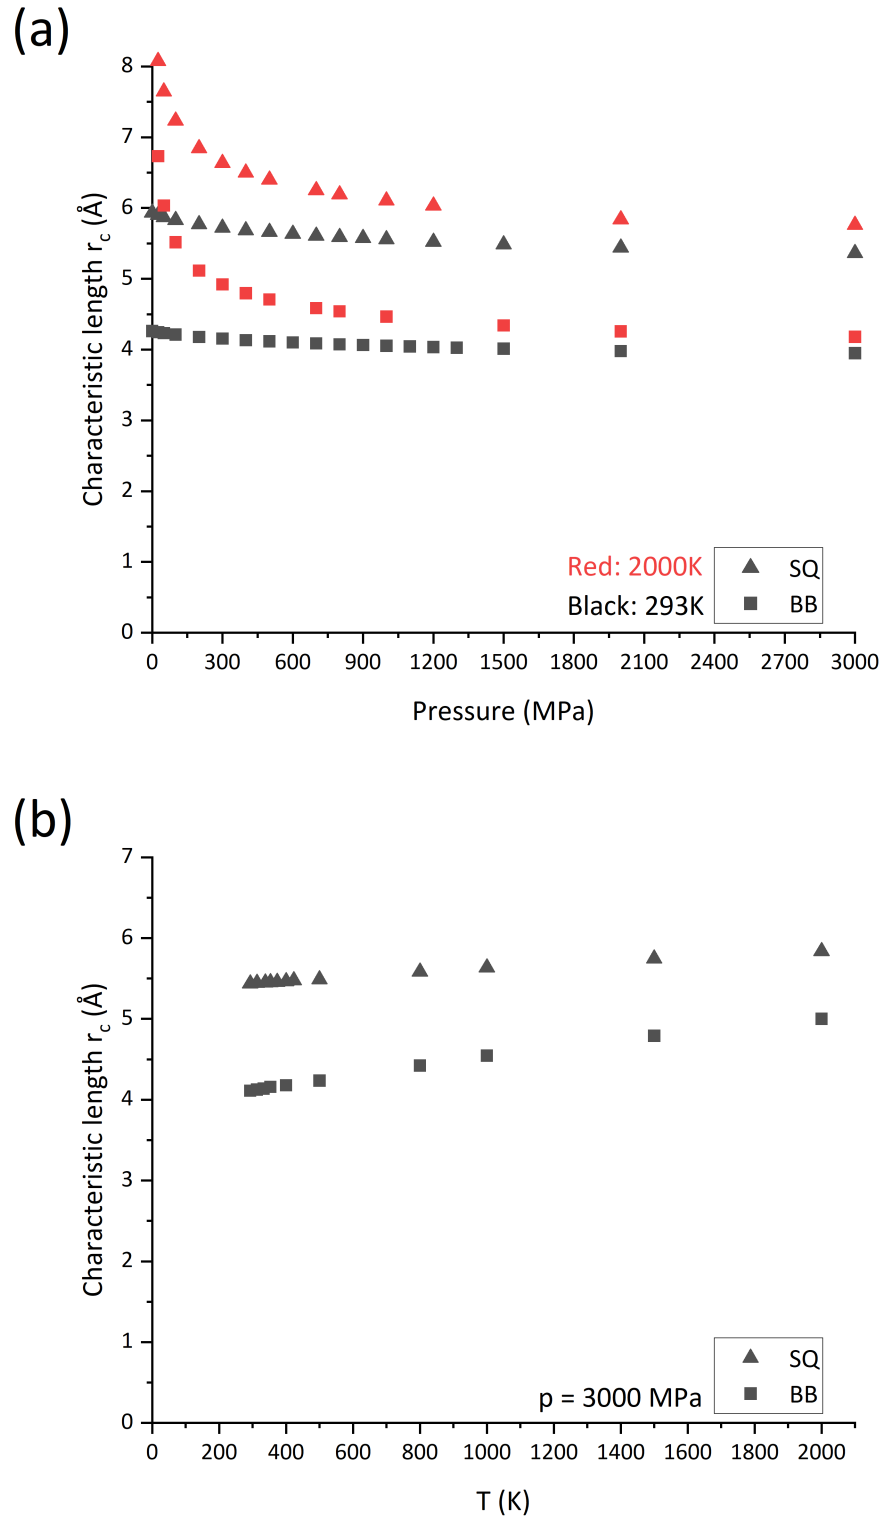 (a)
8
7
6
5
4
3
2
1
0
Characteristic length r_c (Å)
Red: 2000K
Black: 293K
SQ
BB
0 300 600 900 1200 1500 1800 2100 2400 2700 3000
Pressure (MPa)
(b)
7
6
5
4
3
2
1
0
Characteristic length r_c (Å)
SQ
p = 3000 MPa
BB
0 200 400 600 800 1000 1200 1400 1600 1800 2000
T (K)